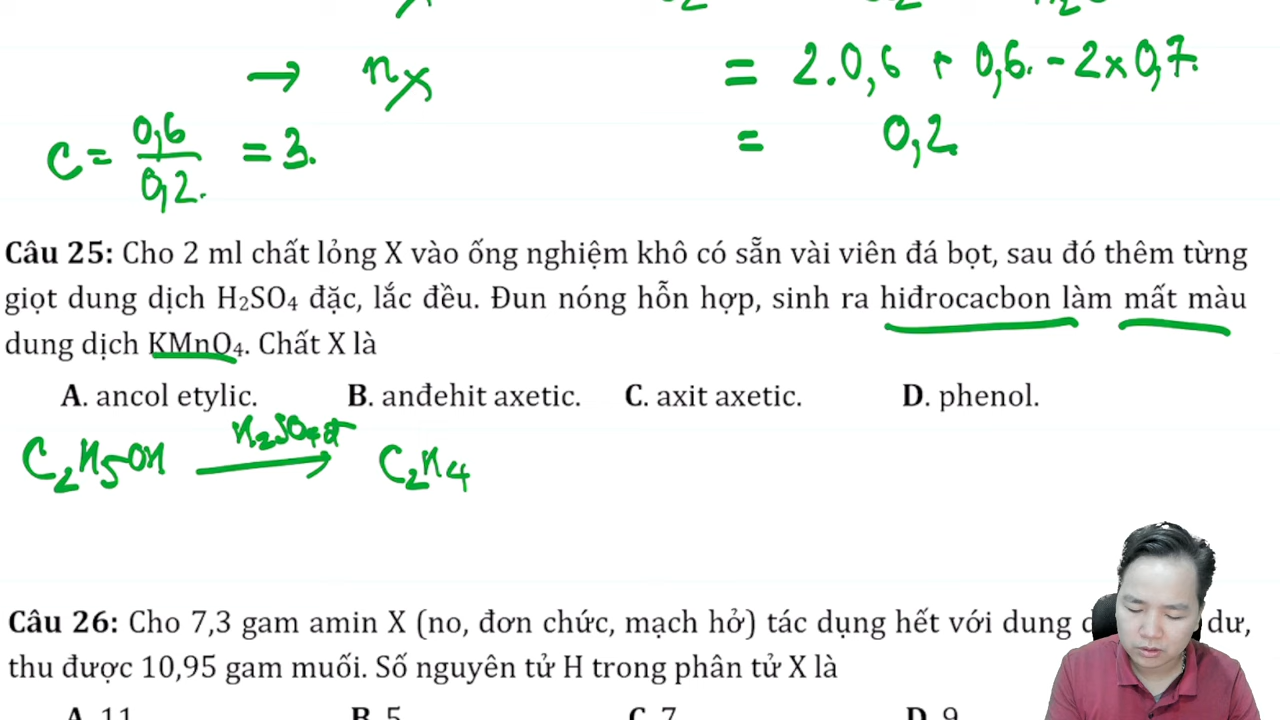 → nX = 2.0,6 + 0,6. - 2×0,7.
C = 0,6/0,2. = 3. = 0,2.
Câu 25: Cho 2 ml chất lỏng X vào ống nghiệm khô có sẵn vài viên đá bọt, sau đó thêm từng
giọt dung dịch H₂SO₄ đặc, lắc đều. Đun nóng hỗn hợp, sinh ra hiđrocacbon làm mất màu
dung dịch KMnO₄. Chất X là
A. ancol etylic. B. anđehit axetic. C. axit axetic. D. phenol.
H₂SO₄đ
C₂H₅OH → C₂H₄
Câu 26: Cho 7,3 gam amin X (no, đơn chức, mạch hở) tác dụng hết với dung dư,
thu được 10,95 gam muối. Số nguyên tử H trong phân tử X là
A. 11 B. 5 C. 7 D. 9